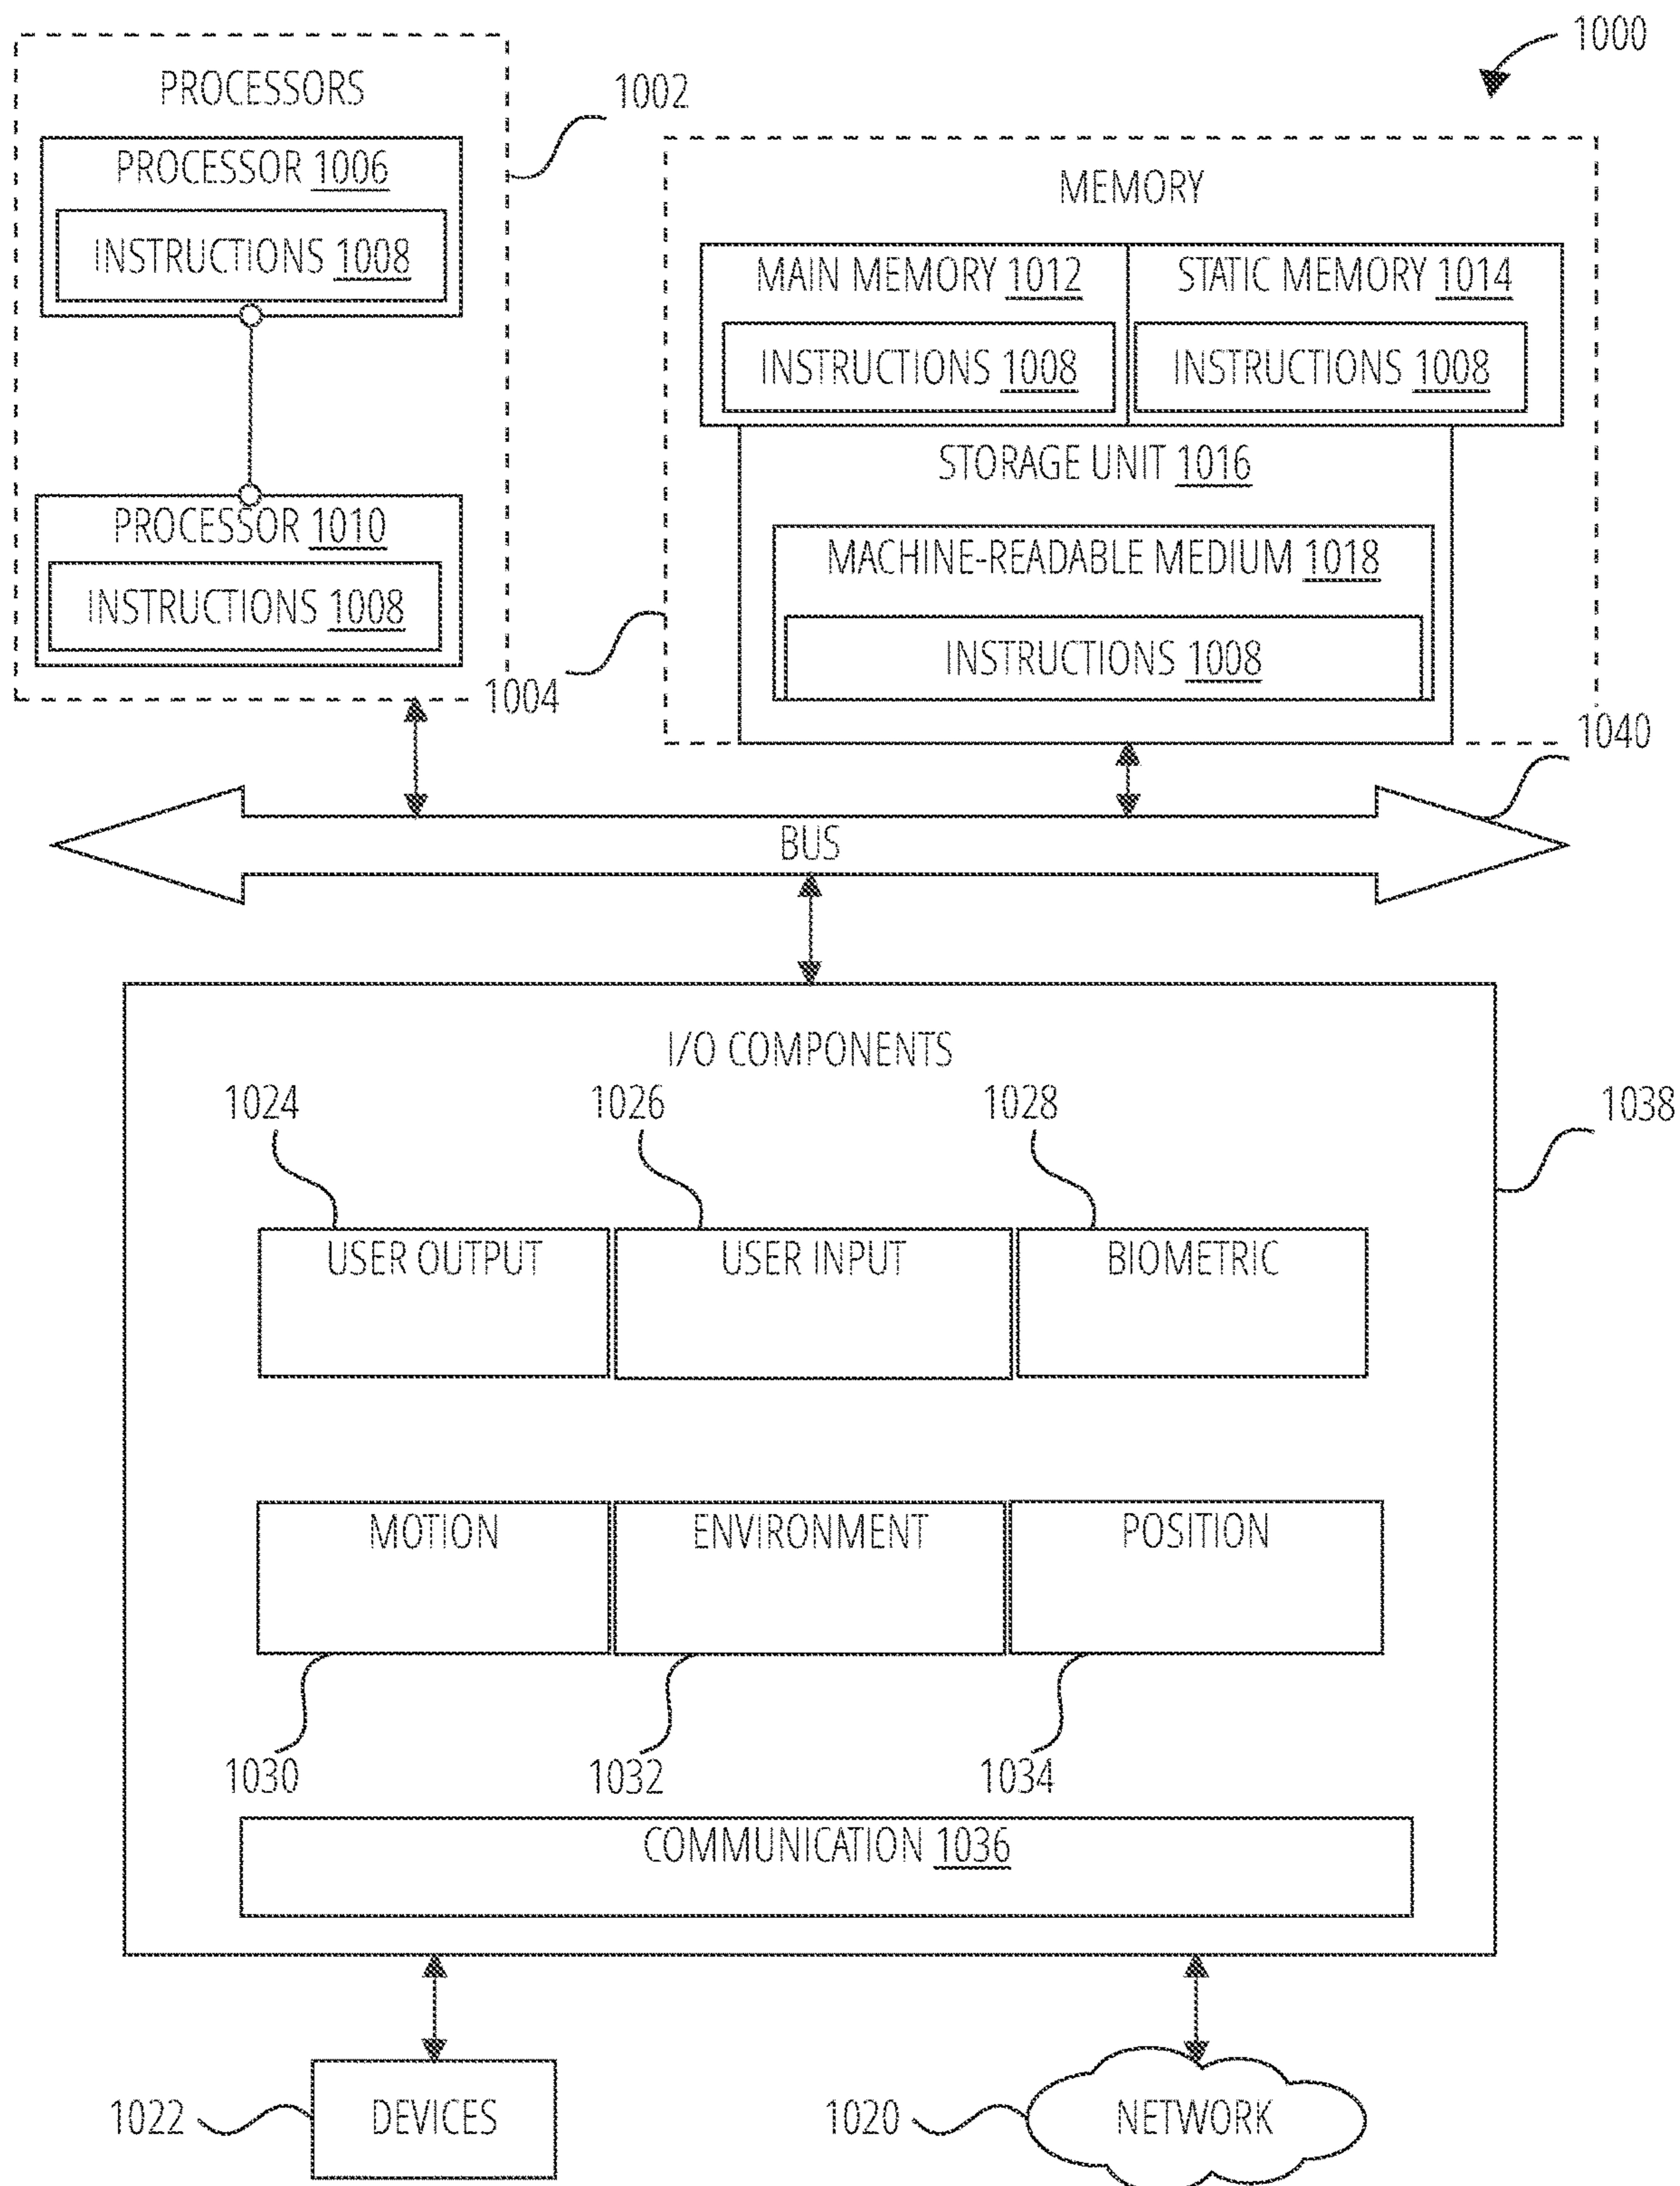 1000
PROCESSORS
1002
PROCESSOR 1006
INSTRUCTIONS 1008
PROCESSOR 1010
INSTRUCTIONS 1008
1004
MEMORY
MAIN MEMORY 1012
STATIC MEMORY 1014
INSTRUCTIONS 1008
INSTRUCTIONS 1008
STORAGE UNIT 1016
MACHINE-READABLE MEDIUM 1018
INSTRUCTIONS 1008
1040
BUS
I/O COMPONENTS
1024
1026
1028
1038
USER OUTPUT
USER INPUT
BIOMETRIC
MOTION
ENVIRONMENT
POSITION
1030
1032
1034
COMMUNICATION 1036
1022
DEVICES
1020
NETWORK